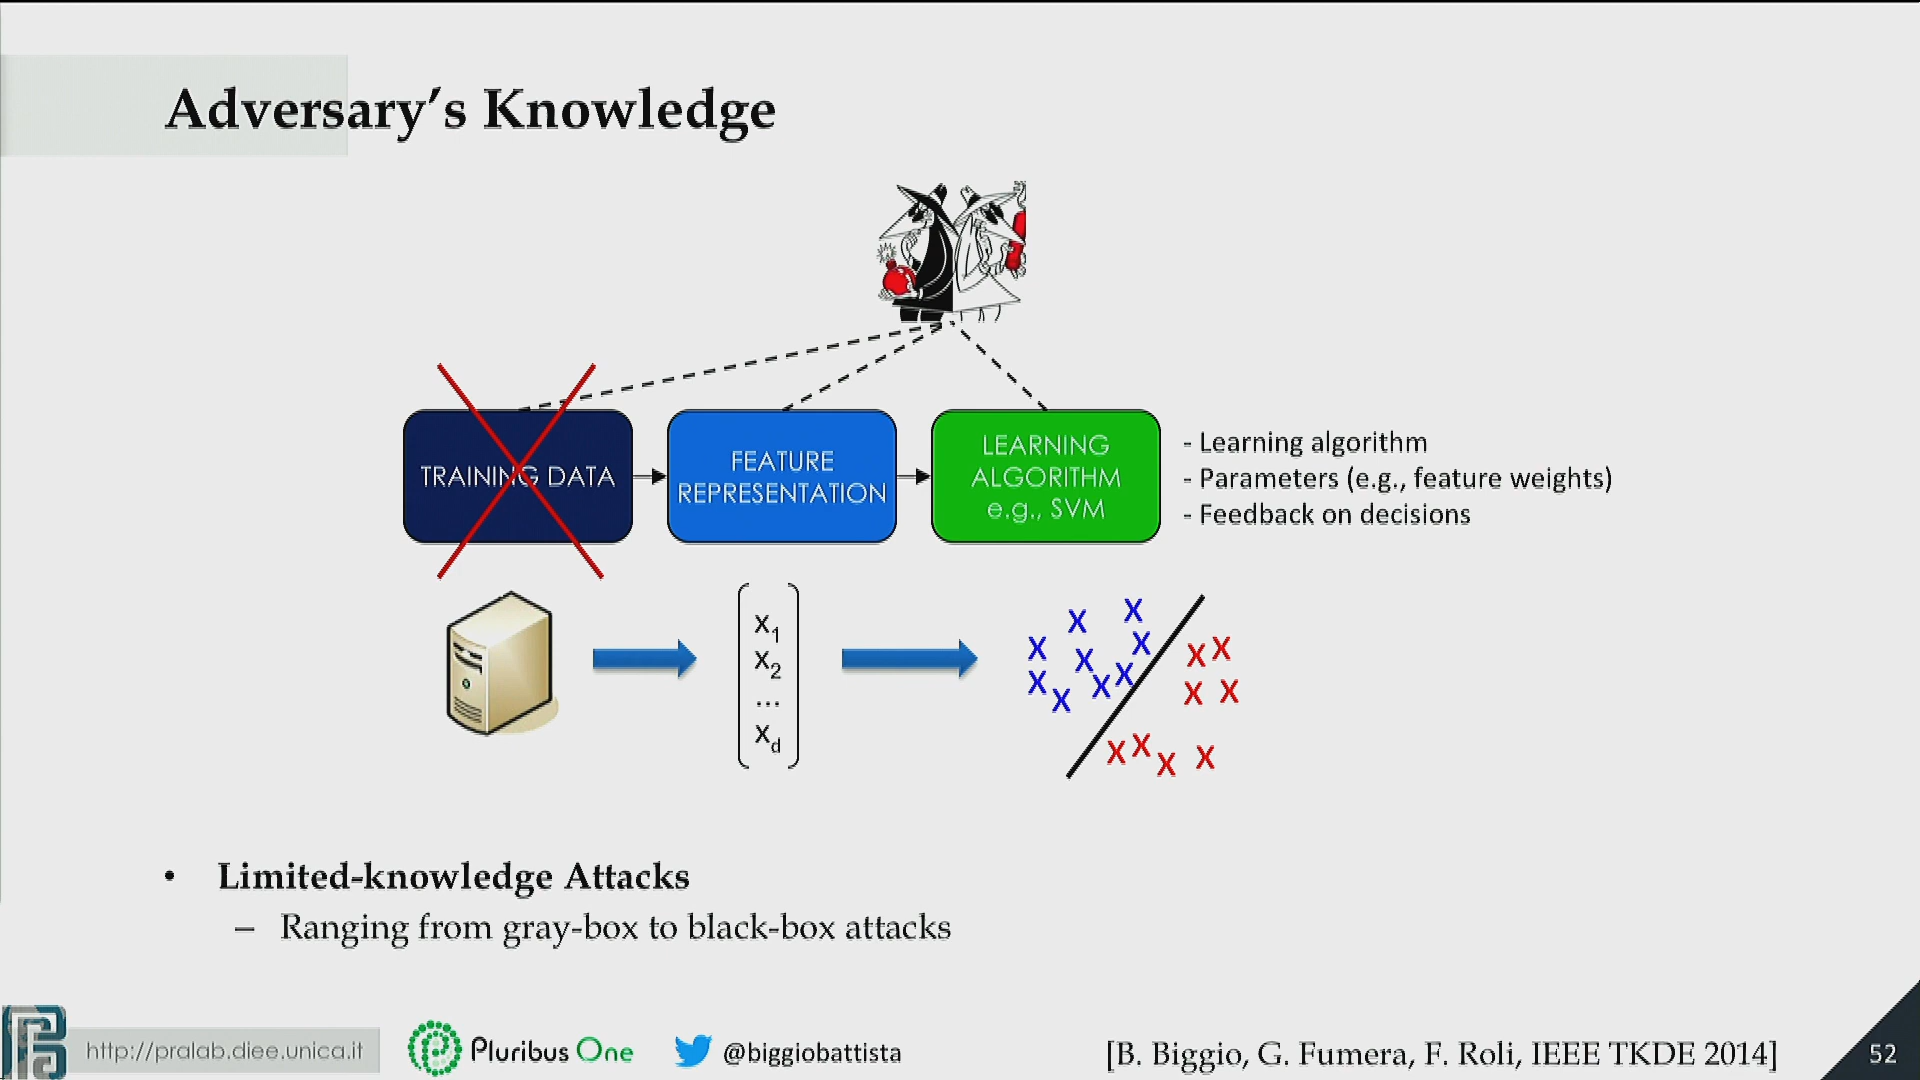 Adversary's Knowledge
TRAINING DATA
FEATURE
REPRESENTATION
LEARNING
ALGORITHM
e.g., SVM
- Learning algorithm
- Parameters (e.g., feature weights)
- Feedback on decisions
x1
x2
...
xd
x x x x x x x x x x
x x x x x x x x
• Limited-knowledge Attacks
– Ranging from gray-box to black-box attacks
http://pralab.diee.unica.it
Pluribus One
@biggiobattista
[B. Biggio, G. Fumera, F. Roli, IEEE TKDE 2014]
52